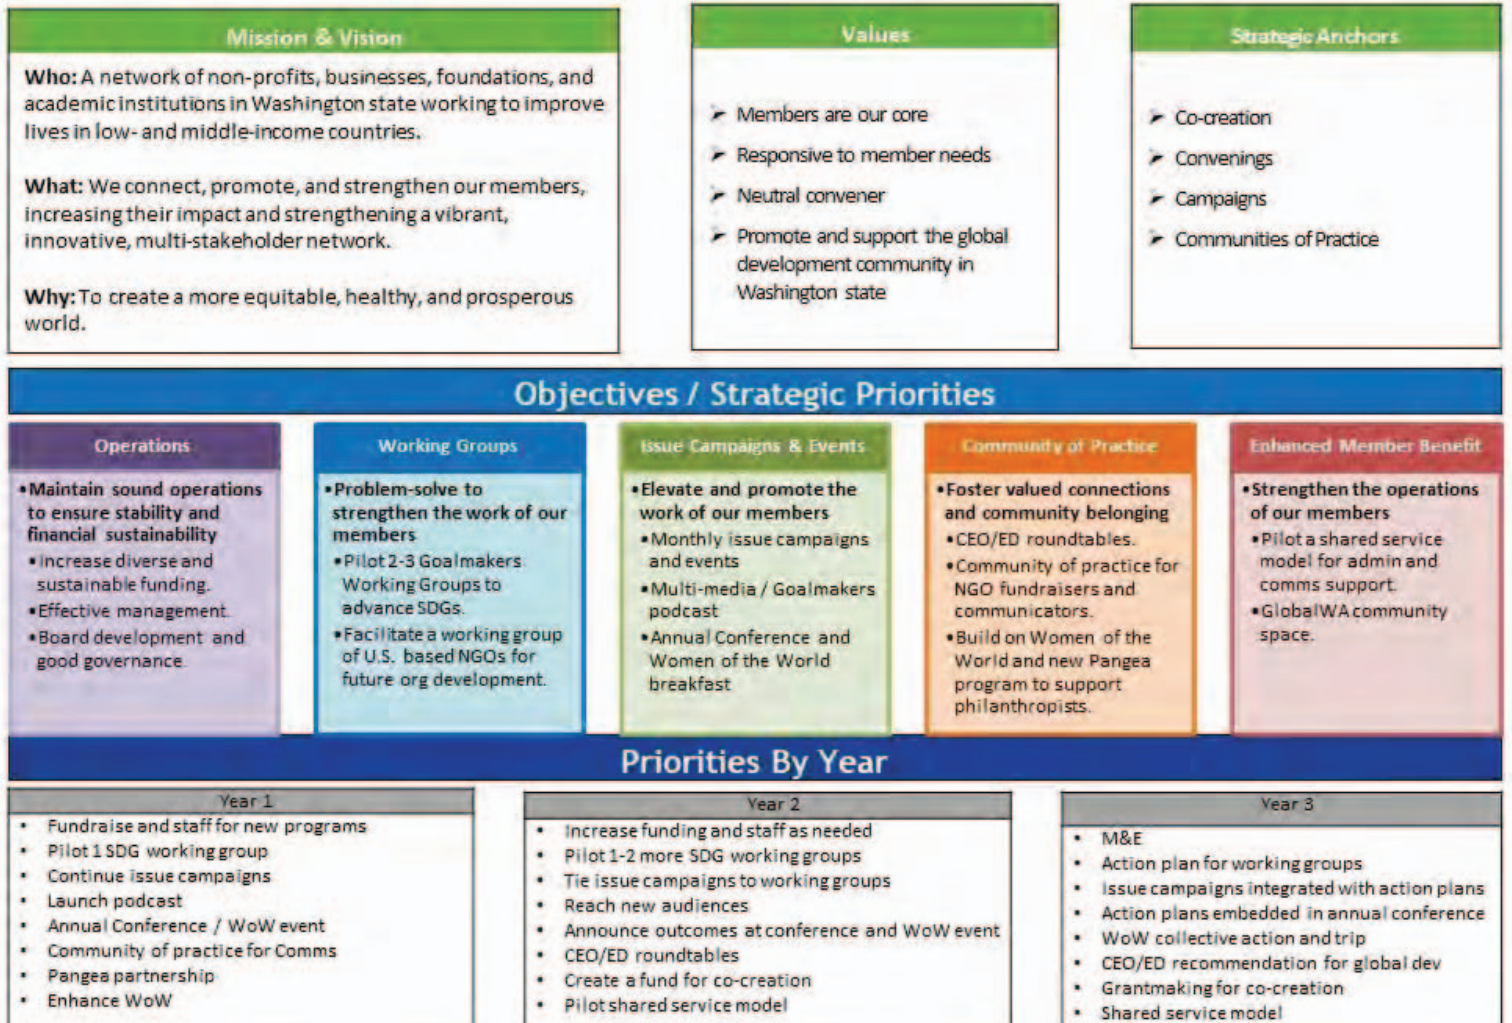 Mission & Vision
Who: A network of non-profits, businesses, foundations, and
academic institutions in Washington state working to improve
lives in low- and middle-income countries.
What: We connect, promote, and strengthen our members,
increasing their impact and strengthening a vibrant,
innovative, multi-stakeholder network.
Why: To create a more equitable, healthy, and prosperous
world.
Values
➢ Members are our core
➢ Responsive to member needs
➢ Neutral convener
➢ Promote and support the global
development community in
Washington state
Strategic Anchors
➢ Co-creation
➢ Convenings
➢ Campaigns
➢ Communities of Practice
Objectives / Strategic Priorities
Operations
•Maintain sound operations
to ensure stability and
financial sustainability
•Increase diverse and
sustainable funding.
•Effective management.
•Board development and
good governance.
Working Groups
•Problem-solve to
strengthen the work of our
members
•Pilot 2-3 Goalmakers
Working Groups to
advance SDGs.
•Facilitate a working group
of U.S. based NGOs for
future org development.
Issue Campaigns & Events
•Elevate and promote the
work of our members
•Monthly issue campaigns
and events
•Multi-media / Goalmakers
podcast
•Annual Conference and
Women of the World
breakfast
Community of Practice
•Foster valued connections
and community belonging
•CEO/ED roundtables.
•Community of practice for
NGO fundraisers and
communicators.
•Build on Women of the
World and new Pangea
program to support
philanthropists.
Enhanced Member Benefit
•Strengthen the operations
of our members
•Pilot a shared service
model for admin and
comms support.
•GlobalWA community
space.
Priorities By Year
Year 1
• Fundraise and staff for new programs
• Pilot 1 SDG working group
• Continue issue campaigns
• Launch podcast
• Annual Conference / WoW event
• Community of practice for Comms
• Pangea partnership
• Enhance WoW
Year 2
• Increase funding and staff as needed
• Pilot 1-2 more SDG working groups
• Tie issue campaigns to working groups
• Reach new audiences
• Announce outcomes at conference and WoW event
• CEO/ED roundtables
• Create a fund for co-creation
• Pilot shared service model
Year 3
• M&E
• Action plan for working groups
• Issue campaigns integrated with action plans
• Action plans embedded in annual conference
• WoW collective action and trip
• CEO/ED recommendation for global dev
• Grantmaking for co-creation
• Shared service model